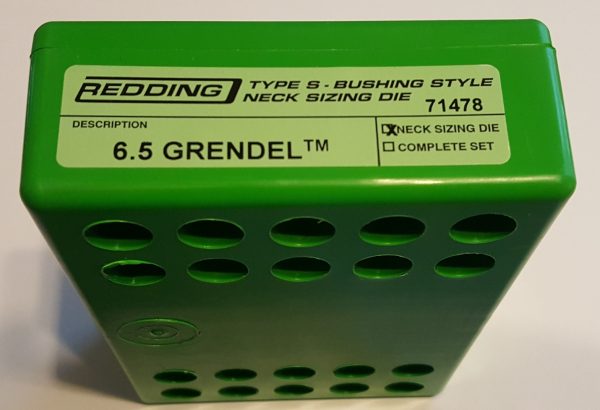 REDDING TYPE S - BUSHING STYLE
NECK SIZING DIE 71478
DESCRIPTION
6.5 GRENDEL™
NECK SIZING DIE
COMPLETE SET